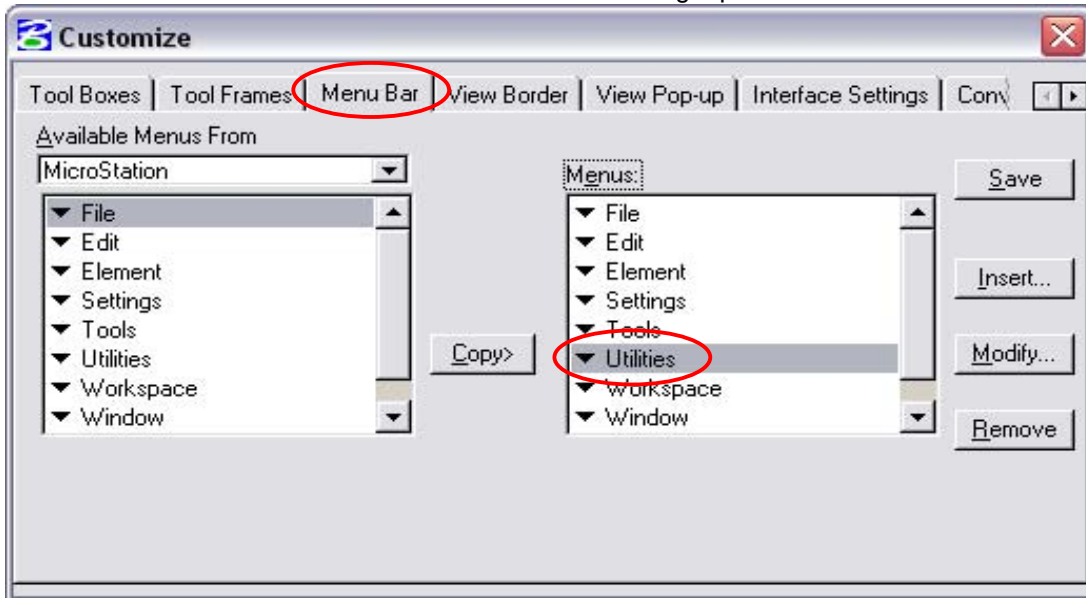 Customize
Tool Boxes Tool Frames Menu Bar View Border View Pop-up Interface Settings
Available Menus From
MicroStation
File
Edit
Element
Settings
Tools
Utilities
Workspace
Window
Copy>
Menus:
File
Edit
Element
Settings
Tools
Utilities
Workspace
Window
Save
Insert...
Modify...
Remove